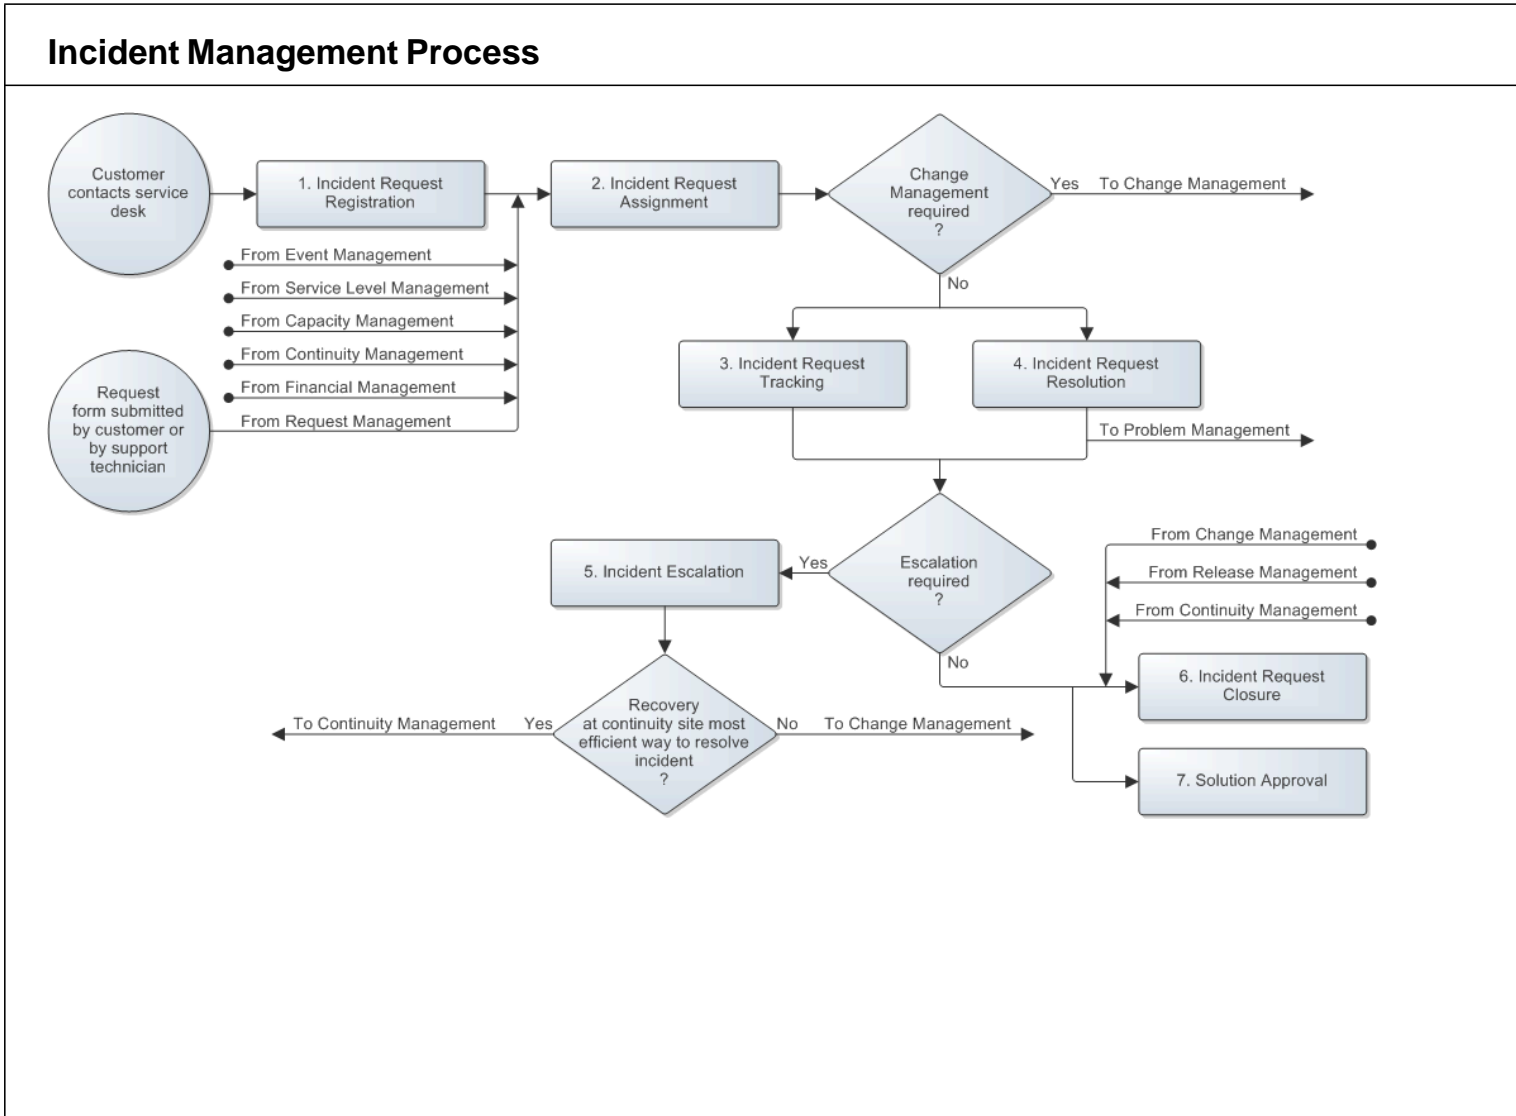 Incident Management Process
Customer
contacts service
desk
1. Incident Request
Registration
2. Incident Request
Assignment
Change
Management
required
?
Yes
To Change Management
No
From Event Management
From Service Level Management
From Capacity Management
From Continuity Management
From Financial Management
From Request Management
Request
form submitted
by customer or
by support
technician
3. Incident Request
Tracking
4. Incident Request
Resolution
To Problem Management
Escalation
required
?
Yes
5. Incident Escalation
No
From Change Management
From Release Management
From Continuity Management
6. Incident Request
Closure
7. Solution Approval
Recovery
at continuity site most
efficient way to resolve
incident
?
Yes
To Continuity Management
No
To Change Management